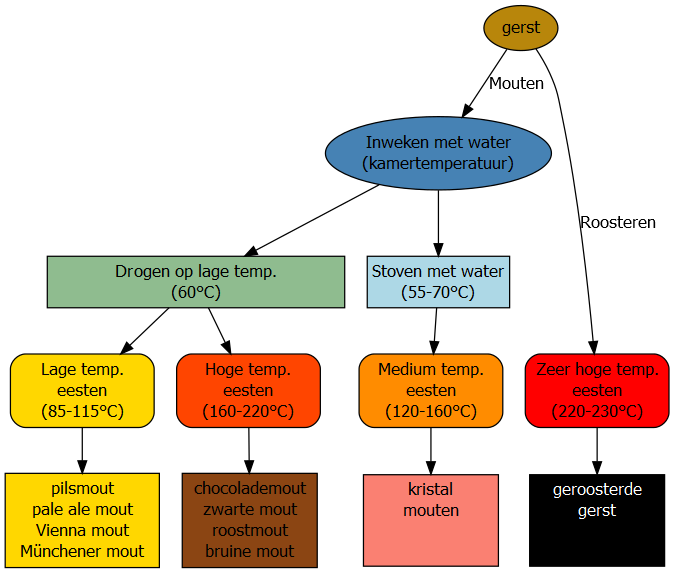 gerst
Mouten
Inweken met water
(kamertemperatuur)
Roosteren
Drogen op lage temp.
(60°C)
Stoven met water
(55-70°C)
Lage temp.
eesten
(85-115°C)
Hoge temp.
eesten
(160-220°C)
Medium temp.
eesten
(120-160°C)
Zeer hoge temp.
eesten
(220-230°C)
pilsmout
pale ale mout
Vienna mout
Münchener mout
chocolademout
zwarte mout
roostmout
bruine mout
kristal
mouten
geroosterde
gerst